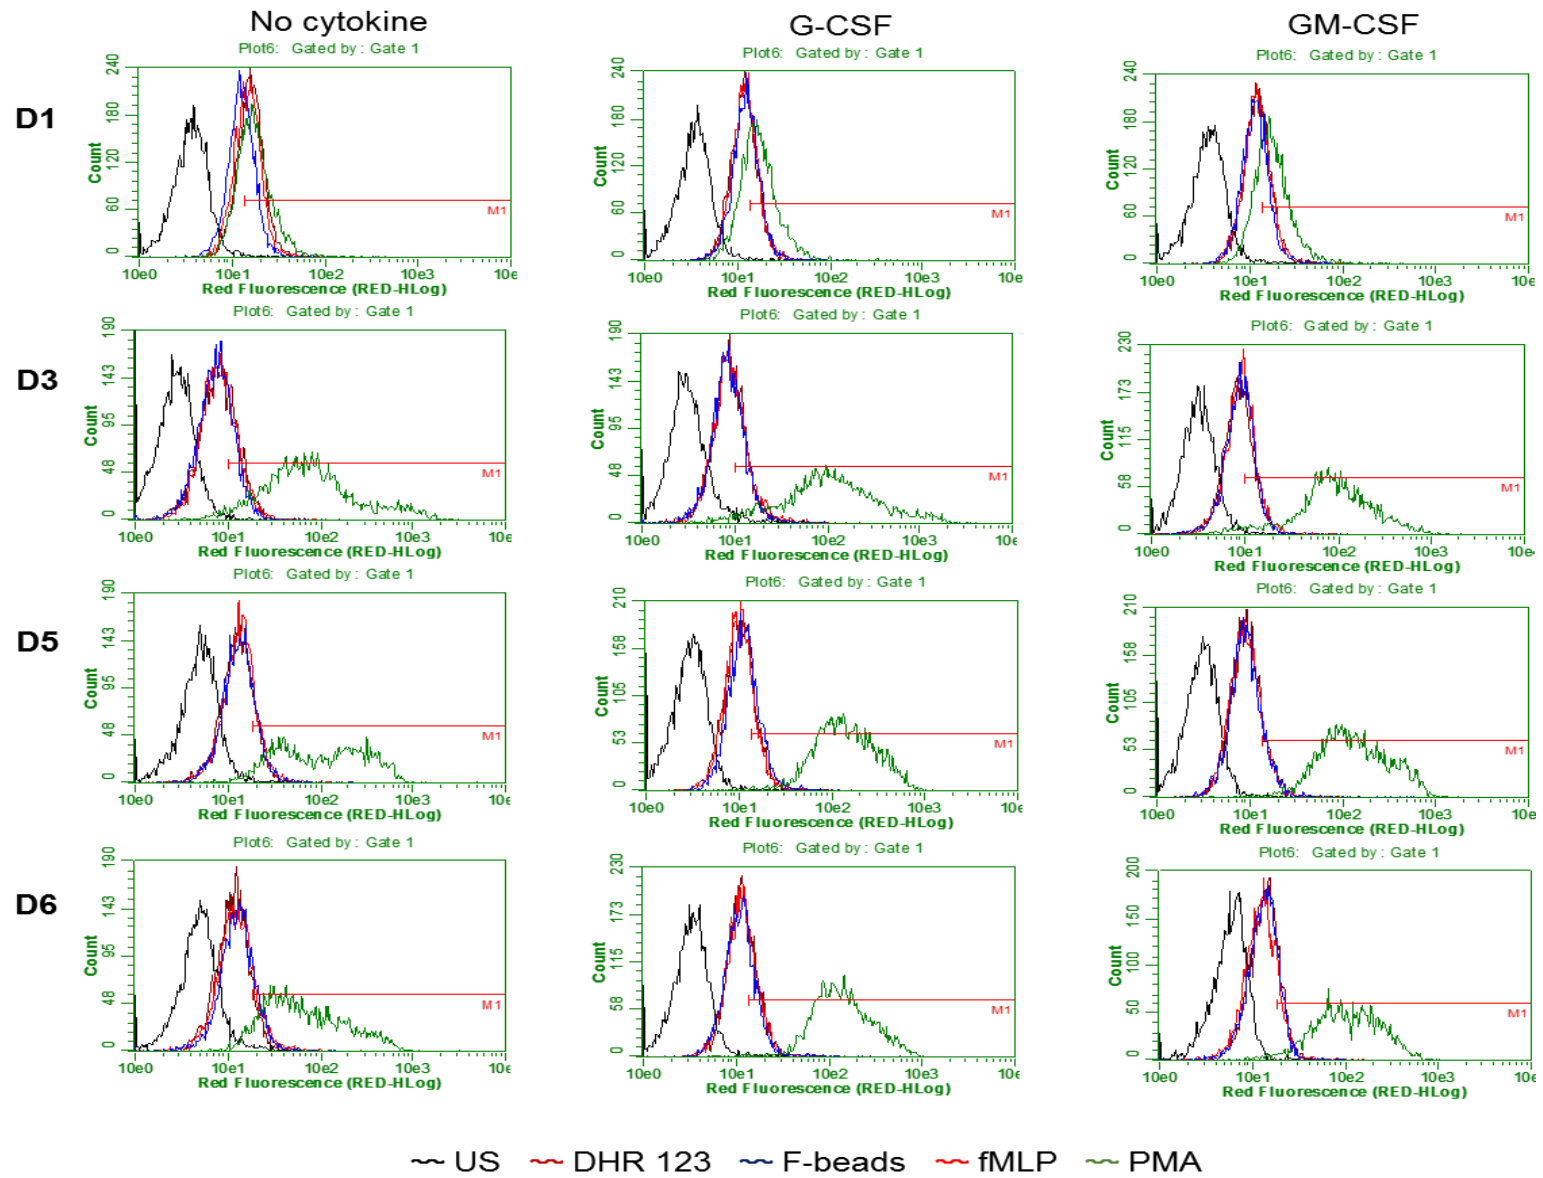 No cytokine G-CSF GM-CSF
D1
Plot6: Gated by: Gate 1
240
180
120
60
0
Count
M1
10e0 10e1 10e2 10e3 10e
Red Fluorescence (RED-HLog)
Plot6: Gated by: Gate 1
240
180
120
60
0
Count
M1
10e0 10e1 10e2 10e3 10e
Red Fluorescence (RED-HLog)
Plot6: Gated by: Gate 1
240
180
120
60
0
Count
M1
10e0 10e1 10e2 10e3 10e
Red Fluorescence (RED-HLog)
D3
Plot6: Gated by: Gate 1
190
143
95
48
0
Count
M1
10e0 10e1 10e2 10e3 10e
Red Fluorescence (RED-HLog)
Plot6: Gated by: Gate 1
190
143
95
48
0
Count
M1
10e0 10e1 10e2 10e3 10e
Red Fluorescence (RED-HLog)
Plot6: Gated by: Gate 1
230
173
115
58
0
Count
M1
10e0 10e1 10e2 10e3 10e
Red Fluorescence (RED-HLog)
D5
Plot6: Gated by: Gate 1
190
143
95
48
0
Count
M1
10e0 10e1 10e2 10e3 10e
Red Fluorescence (RED-HLog)
Plot6: Gated by: Gate 1
210
158
105
53
0
Count
M1
10e0 10e1 10e2 10e3 10e
Red Fluorescence (RED-HLog)
Plot6: Gated by: Gate 1
210
158
105
53
0
Count
M1
10e0 10e1 10e2 10e3 10e
Red Fluorescence (RED-HLog)
D6
Plot6: Gated by: Gate 1
190
143
95
48
0
Count
M1
10e0 10e1 10e2 10e3 10e
Red Fluorescence (RED-HLog)
Plot6: Gated by: Gate 1
230
173
115
58
0
Count
M1
10e0 10e1 10e2 10e3 10e
Red Fluorescence (RED-HLog)
Plot6: Gated by: Gate 1
200
150
100
50
0
Count
M1
10e0 10e1 10e2 10e3 10e
Red Fluorescence (RED-HLog)
US DHR 123 F-beads fMLP PMA